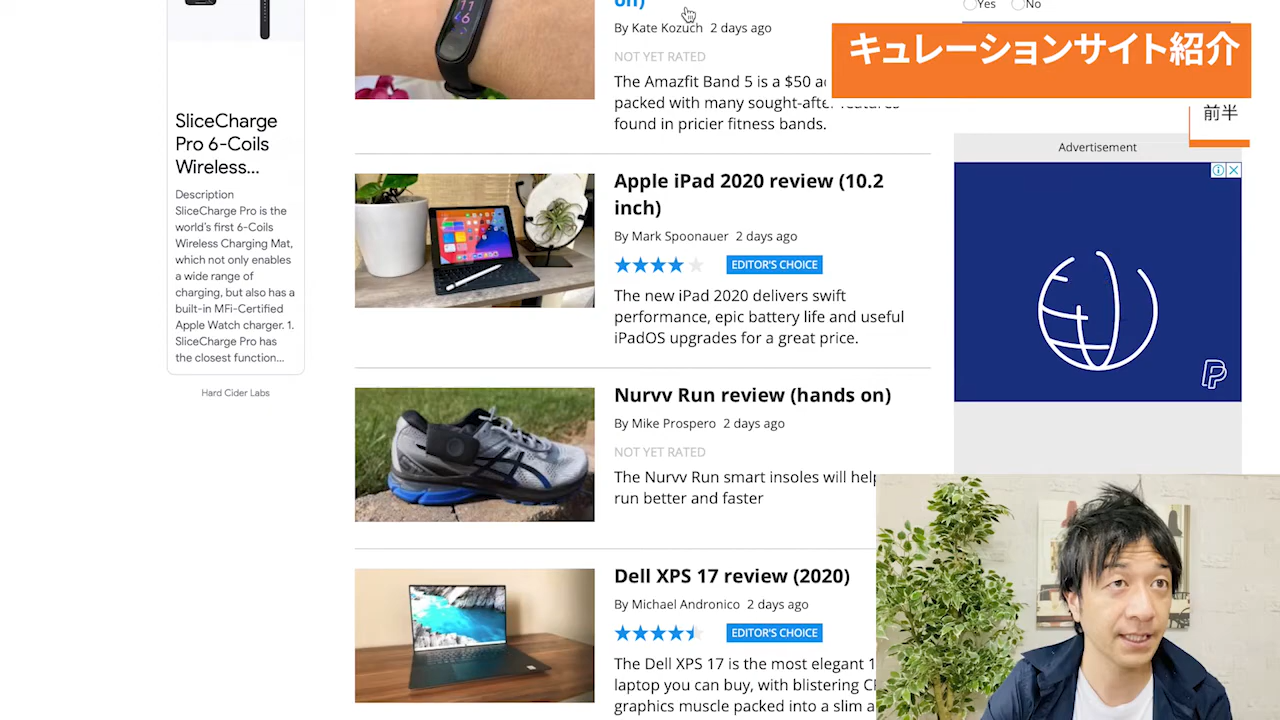 on)
Yes
No
By Kate Kozuch 2 days ago
キュレーションサイト紹介
前半
NOT YET RATED
The Amazfit Band 5 is a $50
packed with many sought-after features
found in pricier fitness bands.
SliceCharge
Pro 6-Coils
Wireless...
Description
SliceCharge Pro is the
world's first 6-Coils
Wireless Charging Mat,
which not only enables
a wide range of
charging, but also has a
built-in MFi-Certified
Apple Watch charger. 1.
SliceCharge Pro has
the closest function...
Hard Cider Labs
Advertisement
Apple iPad 2020 review (10.2
inch)
By Mark Spoonauer 2 days ago
EDITOR'S CHOICE
The new iPad 2020 delivers swift
performance, epic battery life and useful
iPadOS upgrades for a great price.
Nurvv Run review (hands on)
By Mike Prospero 2 days ago
NOT YET RATED
The Nurvv Run smart insoles will help
run better and faster
Dell XPS 17 review (2020)
By Michael Andronico 2 days ago
EDITOR'S CHOICE
The Dell XPS 17 is the most elegant 1
laptop you can buy, with blistering
graphics muscle packed into a slim